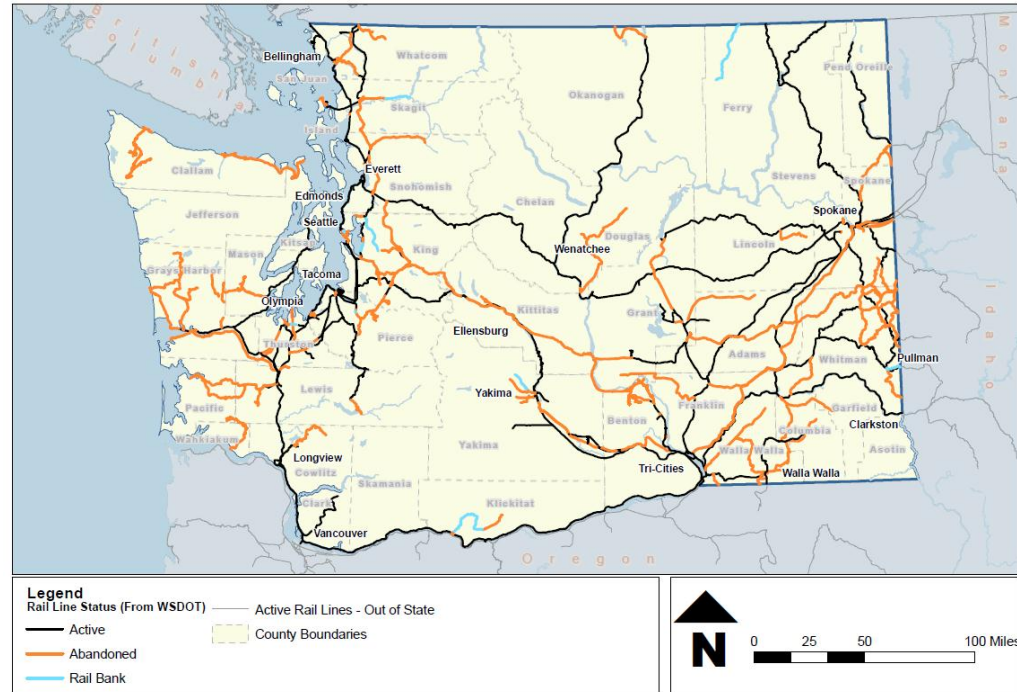 British
Columbia
Montana
Idaho
Oregon
Bellingham
Whatcom
San Juan
Skagit
Island
Okanogan
Ferry
Pend Oreille
Stevens
Clallam
Everett
Snohomish
Chelan
Edmonds
Jefferson
Seattle
Kitsap
King
Mason
Wenatchee
Douglas
Lincoln
Spokane
Spokane
Grays Harbor
Tacoma
Olympia
Thurston
Pierce
Ellensburg
Kittitas
Grant
Adams
Whitman
Pullman
Lewis
Pacific
Yakima
Yakima
Benton
Franklin
Garfield
Clarkston
Columbia
Walla Walla
Asotin
Wahkiakum
Longview
Cowlitz
Skamania
Tri-Cities
Walla Walla
Clark
Klickitat
Vancouver
Legend
Rail Line Status (From WSDOT)
Active
Abandoned
Rail Bank
Active Rail Lines - Out of State
County Boundaries
N
0 25 50 100 Miles